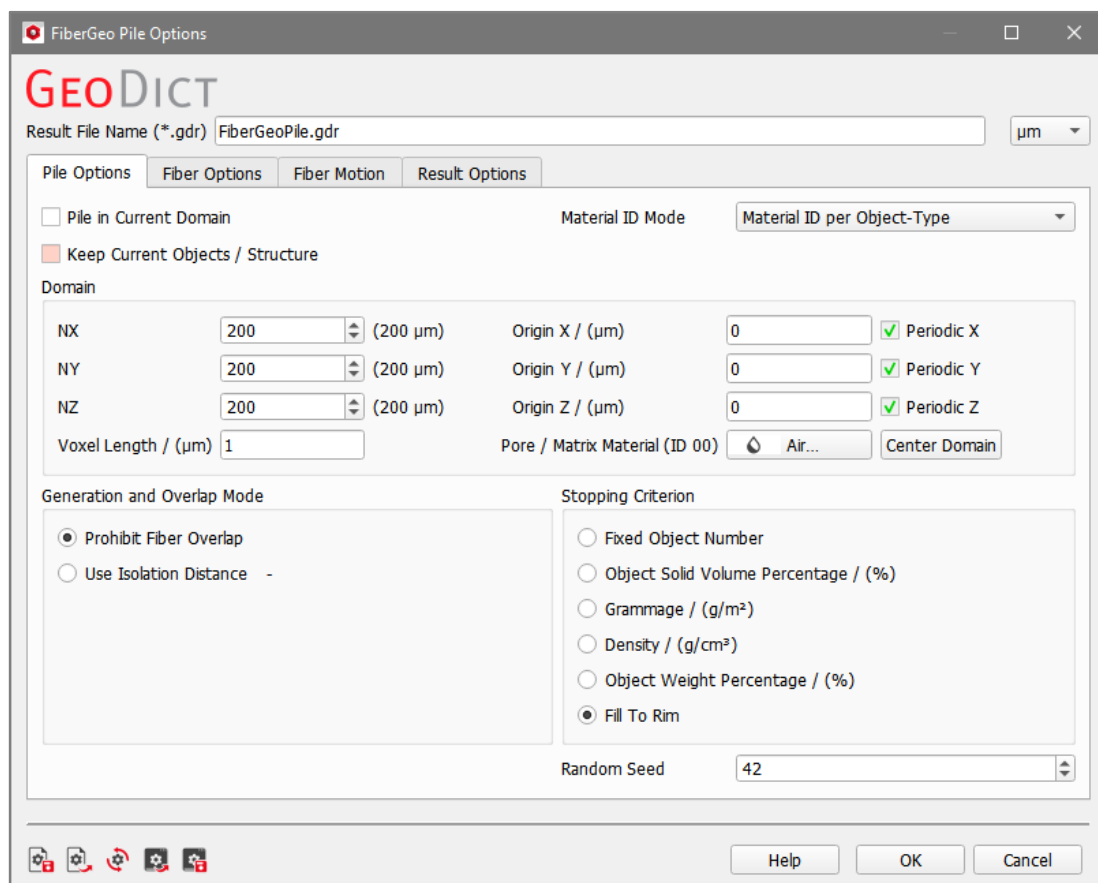 FiberGeo Pile Options
GEODICT
Result File Name (*.gdr) FiberGeoPile.gdr µm
Pile Options Fiber Options Fiber Motion Result Options
Pile in Current Domain Material ID Mode Material ID per Object-Type
Keep Current Objects / Structure
Domain
NX 200 (200 µm) Origin X / (µm) 0 Periodic X
NY 200 (200 µm) Origin Y / (µm) 0 Periodic Y
NZ 200 (200 µm) Origin Z / (µm) 0 Periodic Z
Voxel Length / (µm) 1 Pore / Matrix Material (ID 00) Air... Center Domain
Generation and Overlap Mode Stopping Criterion
Prohibit Fiber Overlap Fixed Object Number
Use Isolation Distance - Object Solid Volume Percentage / (%)
Grammage / (g/m²)
Density / (g/cm³)
Object Weight Percentage / (%)
Fill To Rim
Random Seed 42
Help OK Cancel